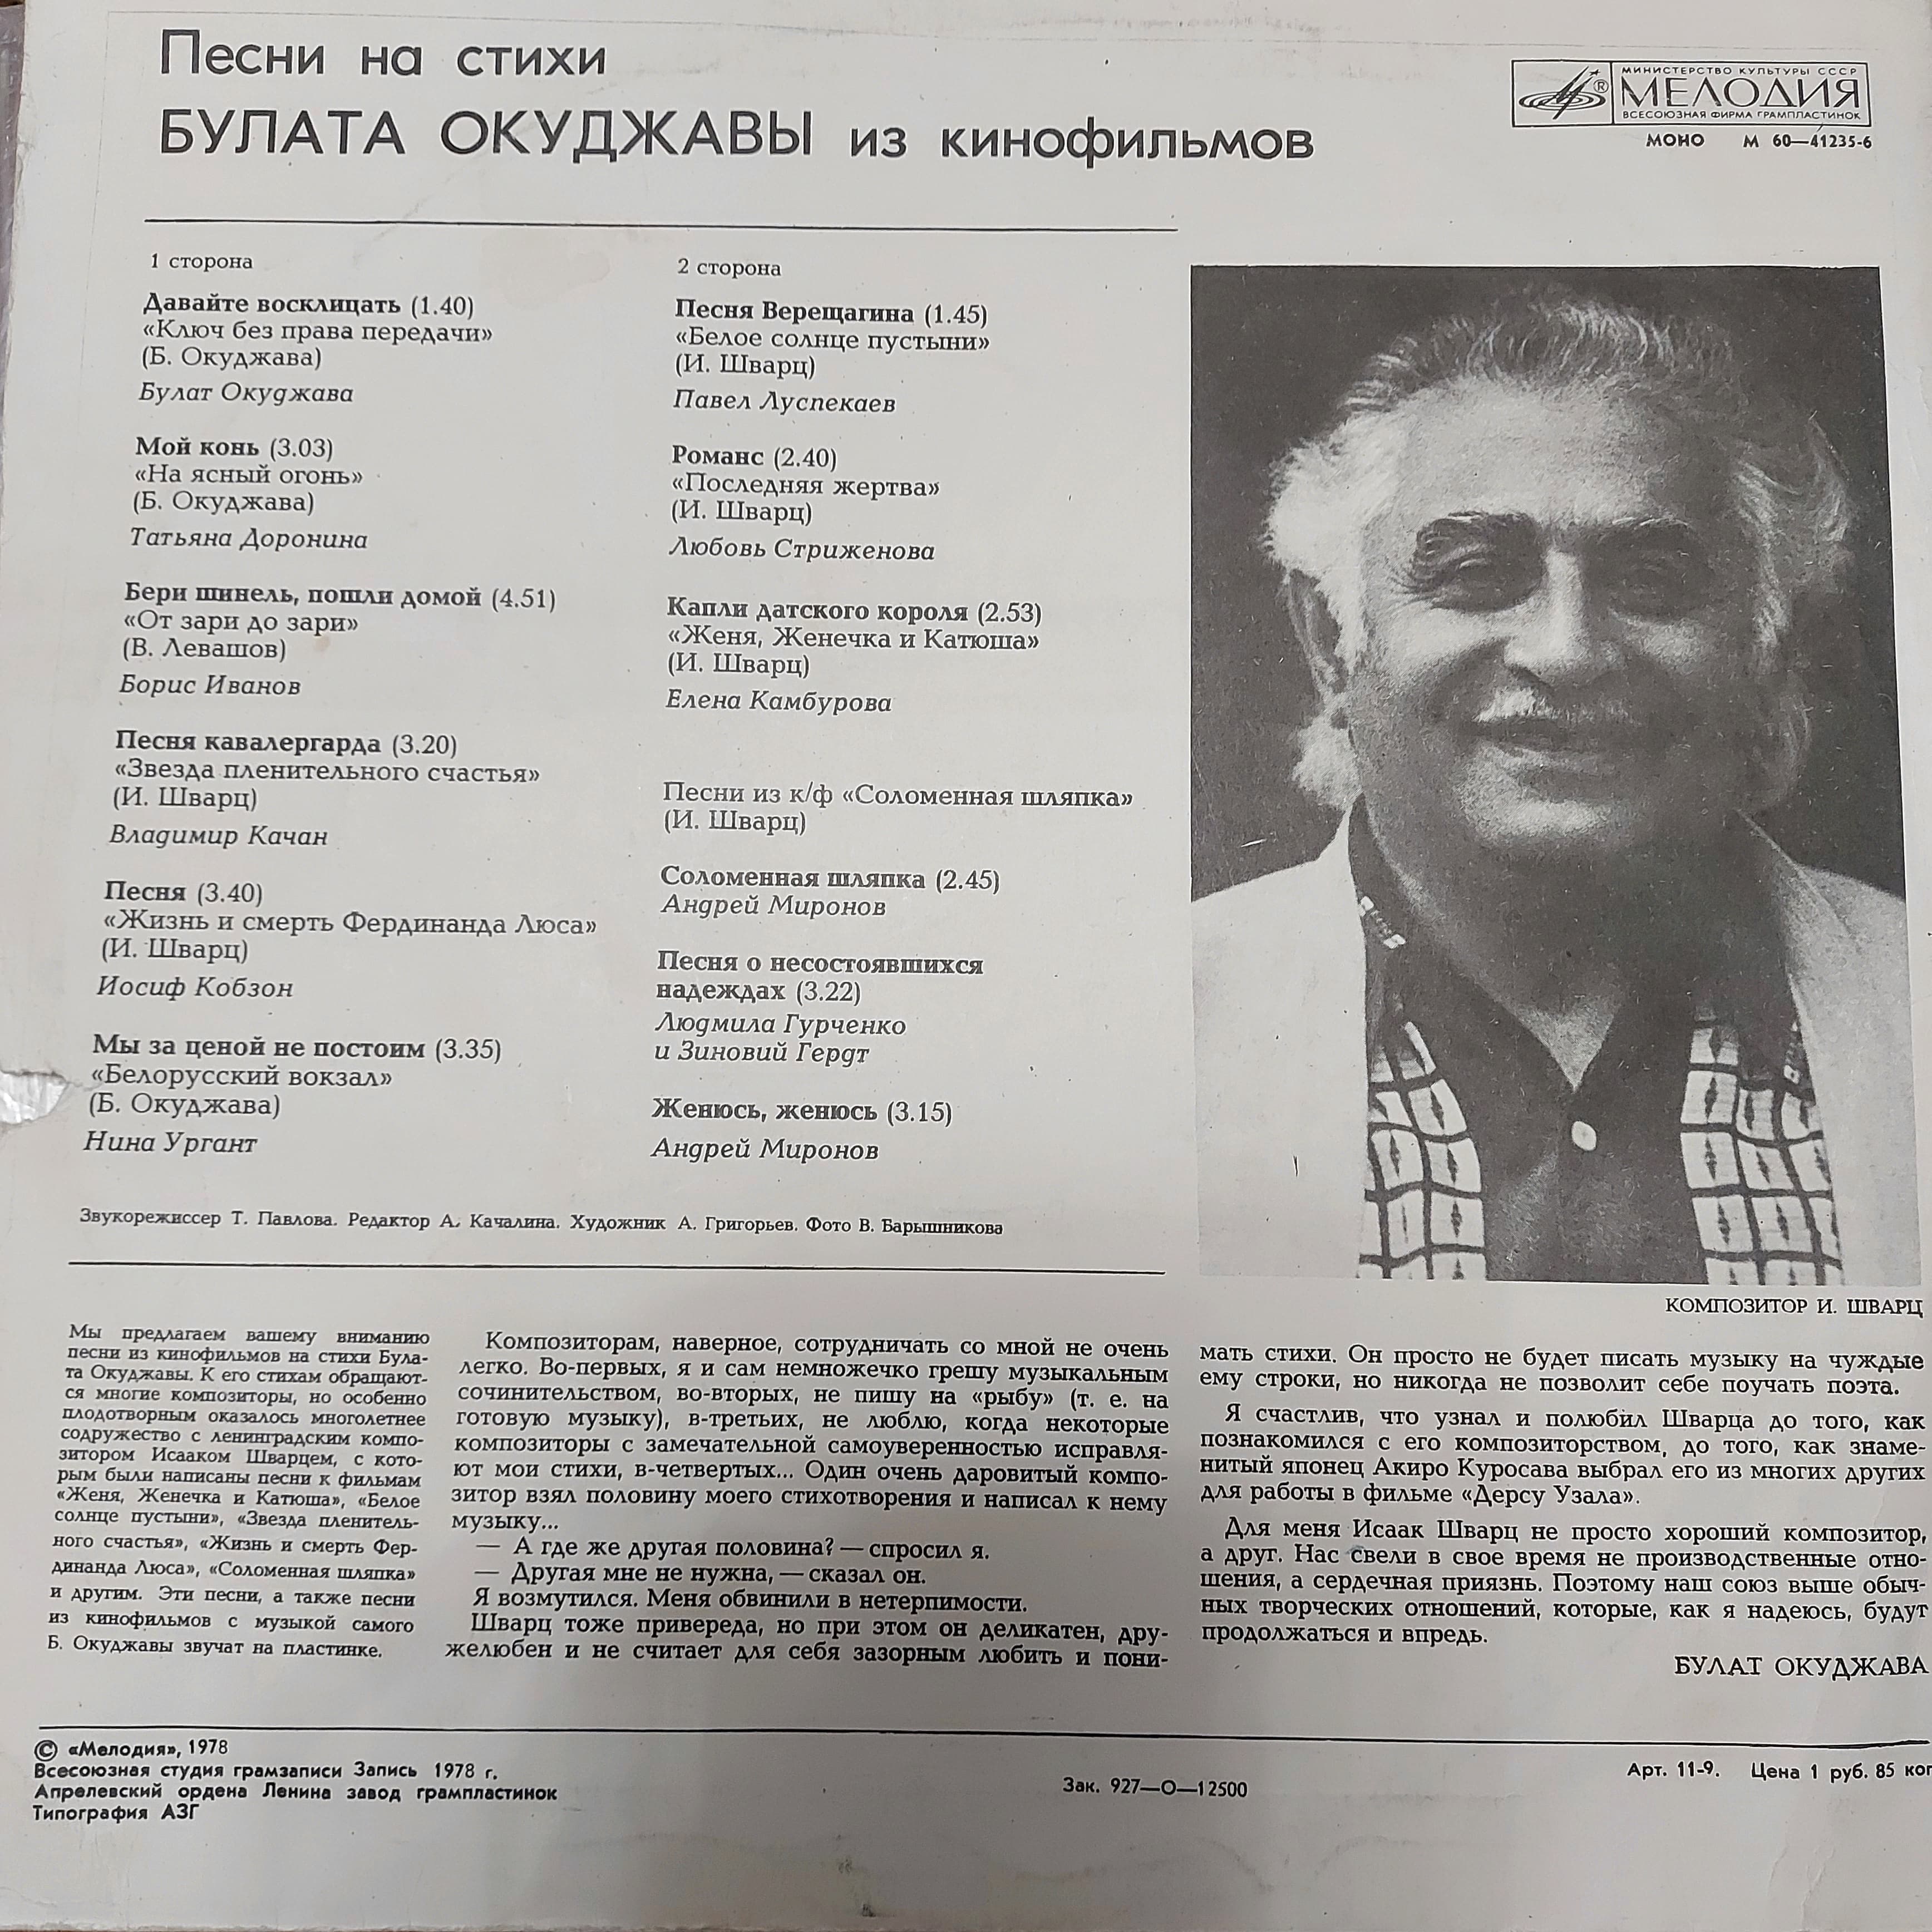 Песни на стихи
БУЛАТА ОКУДЖАВЫ из кинофильмов
МИНИСТЕРСТВО КУЛЬТУРЫ СССР
МЕЛОДИЯ
®
ВСЕСОЮЗНАЯ ФИРМА ГРАМПЛАСТИНОК
МОНО М 60—41235-6
1 сторона
Давайте восклицать (1.40)
«Ключ без права передачи»
(Б. Окуджава)
Булат Окуджава
Мой конь (3.03)
«На ясный огонь»
(Б. Окуджава)
Татьяна Доронина
Бери шинель, пошли домой (4.51)
«От зари до зари»
(В. Левашов)
Борис Иванов
Песня кавалергарда (3.20)
«Звезда пленительного счастья»
(И. Шварц)
Владимир Качан
Песня (3.40)
«Жизнь и смерть Фердинанда Люса»
(И. Шварц)
Иосиф Кобзон
Мы за ценой не постоим (3.35)
«Белорусский вокзал»
(Б. Окуджава)
Нина Ургант
2 сторона
Песня Верещагина (1.45)
«Белое солнце пустыни»
(И. Шварц)
Павел Луспекаев
Романс (2.40)
«Последняя жертва»
(И. Шварц)
Любовь Стриженова
Капли датского короля (2.53)
«Женя, Женечка и Катюша»
(И. Шварц)
Елена Камбурова
Песни из к/ф «Соломенная шляпка»
(И. Шварц)
Соломенная шляпка (2.45)
Андрей Миронов
Песня о несостоявшихся
надеждах (3.22)
Людмила Гурченко
и Зиновий Гердт
Женюсь, женюсь (3.15)
Андрей Миронов
Звукорежиссер Т. Павлова. Редактор А. Качалина. Художник А. Григорьев. Фото В. Барышникова
КОМПОЗИТОР И. ШВАРЦ
Мы предлагаем вашему вниманию
песни из кинофильмов на стихи Була-
та Окуджавы. К его стихам обращают-
ся многие композиторы, но особенно
плодотворным оказалось многолетнее
содружество с ленинградским компо-
зитором Исааком Шварцем, с кото-
рым были написаны песни к фильмам
«Женя, Женечка и Катюша», «Белое
солнце пустыни», «Звезда пленитель-
ного счастья», «Жизнь и смерть Фер-
динанда Люса», «Соломенная шляпка»
и другим. Эти песни, а также песни
из кинофильмов с музыкой самого
Б. Окуджавы звучат на пластинке.
Композиторам, наверное, сотрудничать со мной не очень
легко. Во-первых, я и сам немножечко грешу музыкальным
сочинительством, во-вторых, не пишу на «рыбу» (т. е. на
готовую музыку), в-третьих, не люблю, когда некоторые
композиторы с замечательной самоуверенностью исправля-
ют мои стихи, в-четвертых... Один очень даровитый компо-
зитор взял половину моего стихотворения и написал к нему
музыку...
— А где же другая половина? — спросил я.
— Другая мне не нужна, — сказал он.
Я возмутился. Меня обвинили в нетерпимости.
Шварц тоже привереда, но при этом он деликатен, дру-
желюбен и не считает для себя зазорным любить и пони-
мать стихи. Он просто не будет писать музыку на чуждые
ему строки, но никогда не позволит себе поучать поэта.
Я счастлив, что узнал и полюбил Шварца до того, как
познакомился с его композиторством, до того, как знаме-
нитый японец Акиро Куросава выбрал его из многих других
для работы в фильме «Дерсу Узала».
Для меня Исаак Шварц не просто хороший композитор,
а друг. Нас свели в свое время не производственные отно-
шения, а сердечная приязнь. Поэтому наш союз выше обыч-
ных творческих отношений, которые, как я надеюсь, будут
продолжаться и впредь.
БУЛАТ ОКУДЖАВА
© «Мелодия», 1978
Всесоюзная студия грамзаписи Запись 1978 г.
Апрелевский ордена Ленина завод грампластинок
Типография АЗГ
Зак. 927—О—12500
Арт. 11-9. Цена 1 руб. 85 коп